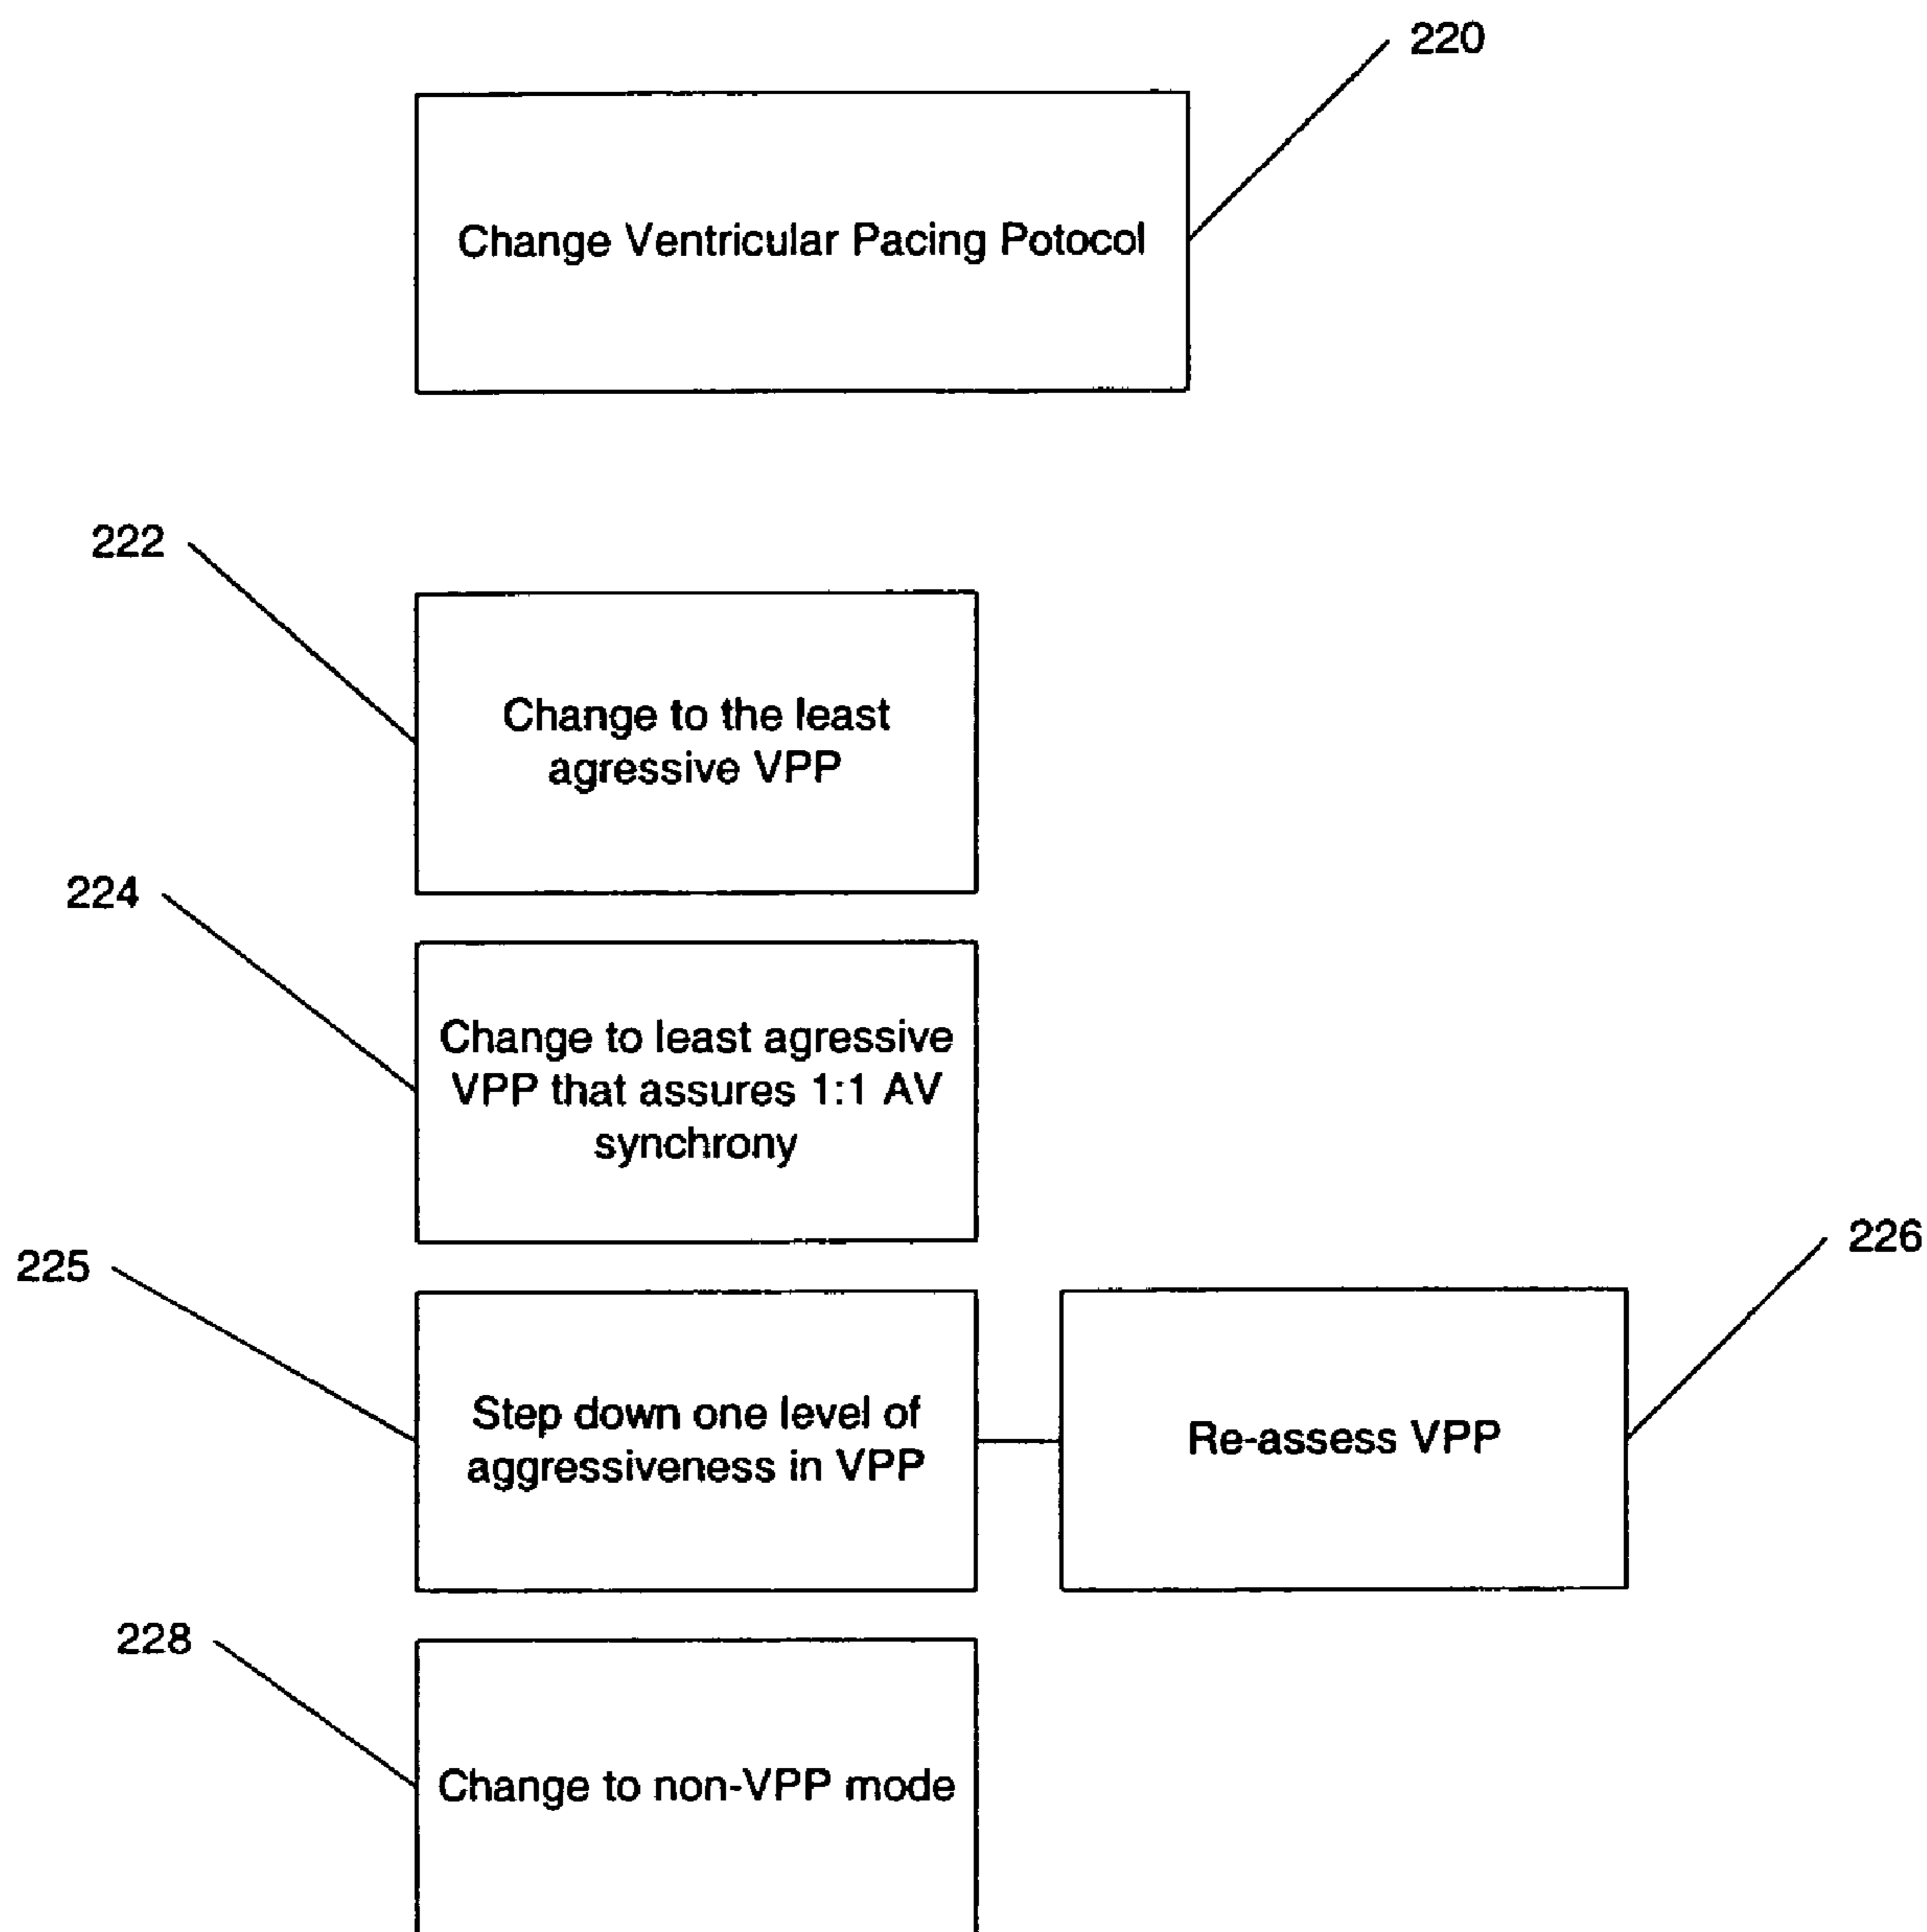 220
Change Ventricular Pacing Potocol
222
Change to the least
agressive VPP
224
Change to least agressive
VPP that assures 1:1 AV
synchrony
225
226
Step down one level of
aggressiveness in VPP
Re-assess VPP
228
Change to non-VPP mode